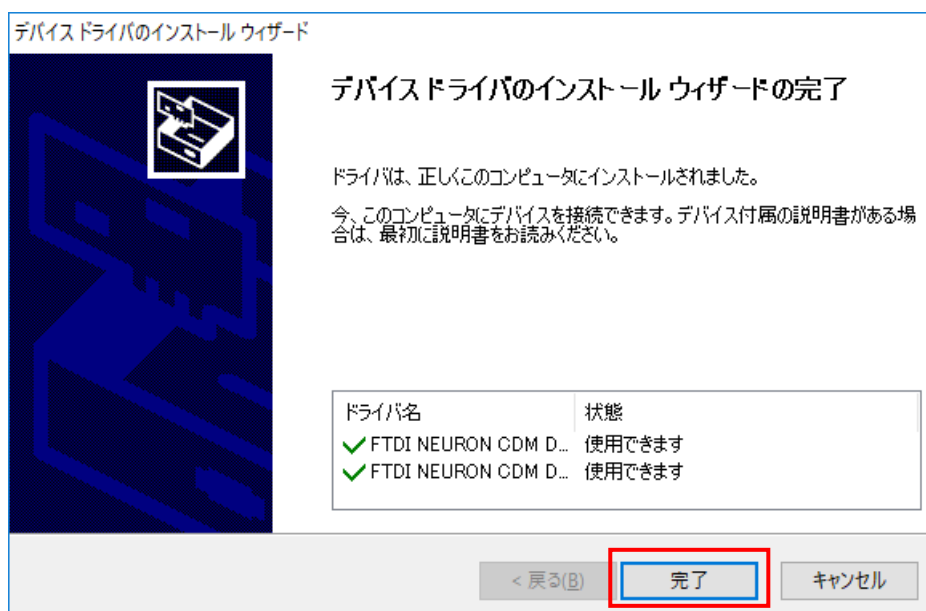 デバイス ドライバのインストール ウィザード
デバイス ドライバのインストール ウィザードの完了
ドライバは、正しくこのコンピュータにインストールされました。
今、このコンピュータにデバイスを接続できます。デバイス付属の説明書がある場
合は、最初に説明書をお読みください。
ドライバ名 状態
FTDI NEURON CDM D... 使用できます
FTDI NEURON CDM D... 使用できます
< 戻る(B) 完了 キャンセル